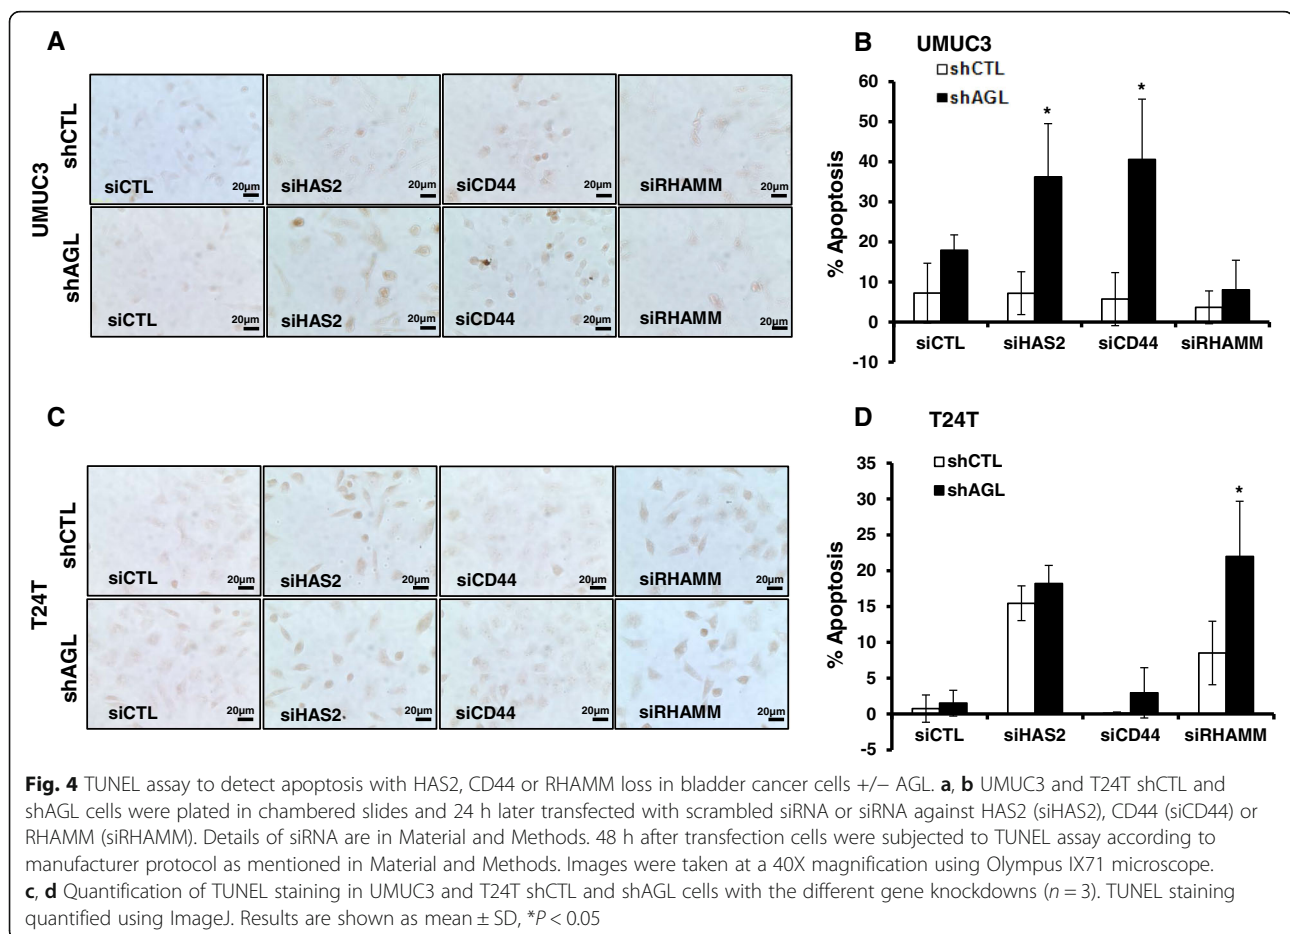 A
UMUC3
shCTL
siCTL
20µm
siHAS2
20µm
siCD44
20µm
siRHAMM
20µm
shAGL
siCTL
20µm
siHAS2
20µm
siCD44
20µm
siRHAMM
20µm
B
UMUC3
shCTL
shAGL
% Apoptosis
60
50
40
30
20
10
0
-10
*
*
siCTL
siHAS2
siCD44
siRHAMM
C
T24T
shCTL
siCTL
20µm
siHAS2
20µm
siCD44
20µm
siRHAMM
20µm
shAGL
siCTL
20µm
siHAS2
20µm
siCD44
20µm
siRHAMM
20µm
D
T24T
shCTL
shAGL
% Apoptosis
35
30
25
20
15
10
5
0
-5
*
siCTL
siHAS2
siCD44
siRHAMM
Fig. 4 TUNEL assay to detect apoptosis with HAS2, CD44 or RHAMM loss in bladder cancer cells +/− AGL. a, b UMUC3 and T24T shCTL and
shAGL cells were plated in chambered slides and 24 h later transfected with scrambled siRNA or siRNA against HAS2 (siHAS2), CD44 (siCD44) or
RHAMM (siRHAMM). Details of siRNA are in Material and Methods. 48 h after transfection cells were subjected to TUNEL assay according to
manufacturer protocol as mentioned in Material and Methods. Images were taken at a 40X magnification using Olympus IX71 microscope.
c, d Quantification of TUNEL staining in UMUC3 and T24T shCTL and shAGL cells with the different gene knockdowns (n = 3). TUNEL staining
quantified using ImageJ. Results are shown as mean ± SD, *P < 0.05